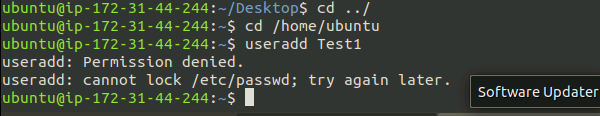 ubuntu@ip-172-31-44-244:~/Desktop$ cd ../
ubuntu@ip-172-31-44-244:~$ cd /home/ubuntu
ubuntu@ip-172-31-44-244:~$ useradd Test1
useradd: Permission denied.
useradd: cannot lock /etc/passwd; try again later.
ubuntu@ip-172-31-44-244:~$
Software Updater